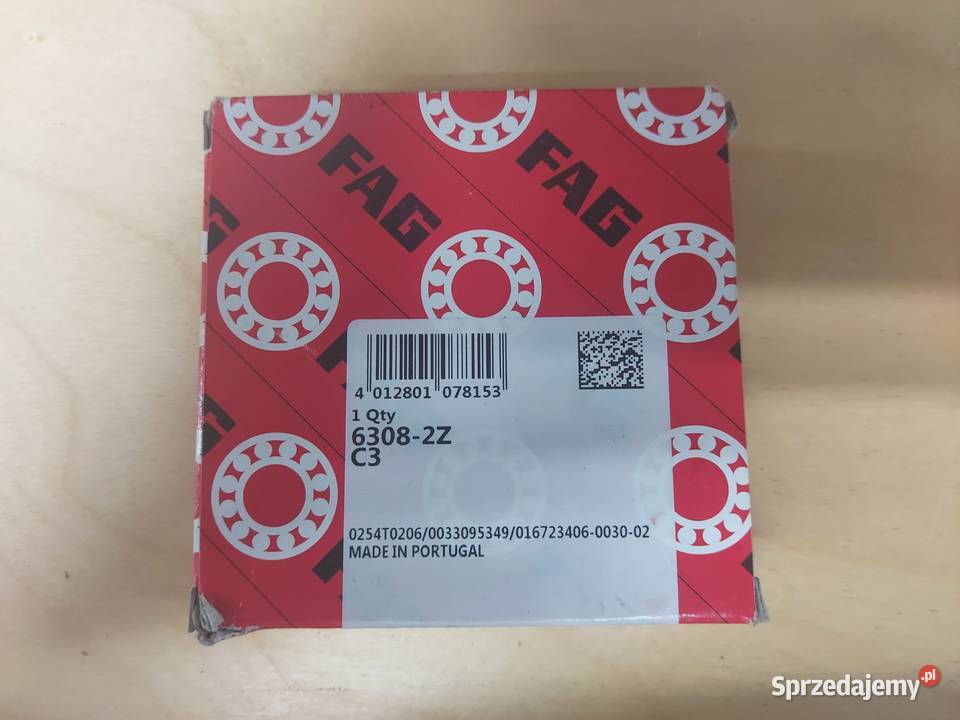 FAG
FAG
4 012801 078153
1 Qty
6308-2Z
C3
0254T0206/0033095349/016723406-0030-02
MADE IN PORTUGAL
Sprzedajemy.pl